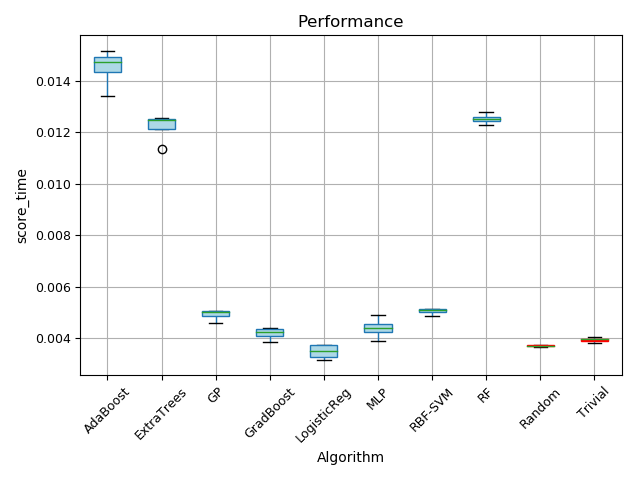 Performance
score_time
0.014
0.012
0.010
0.008
0.006
0.004
AdaBoost
ExtraTrees
GP
GradBoost
LogisticReg
MLP
RBF-SVM
RF
Random
Trivial
Algorithm